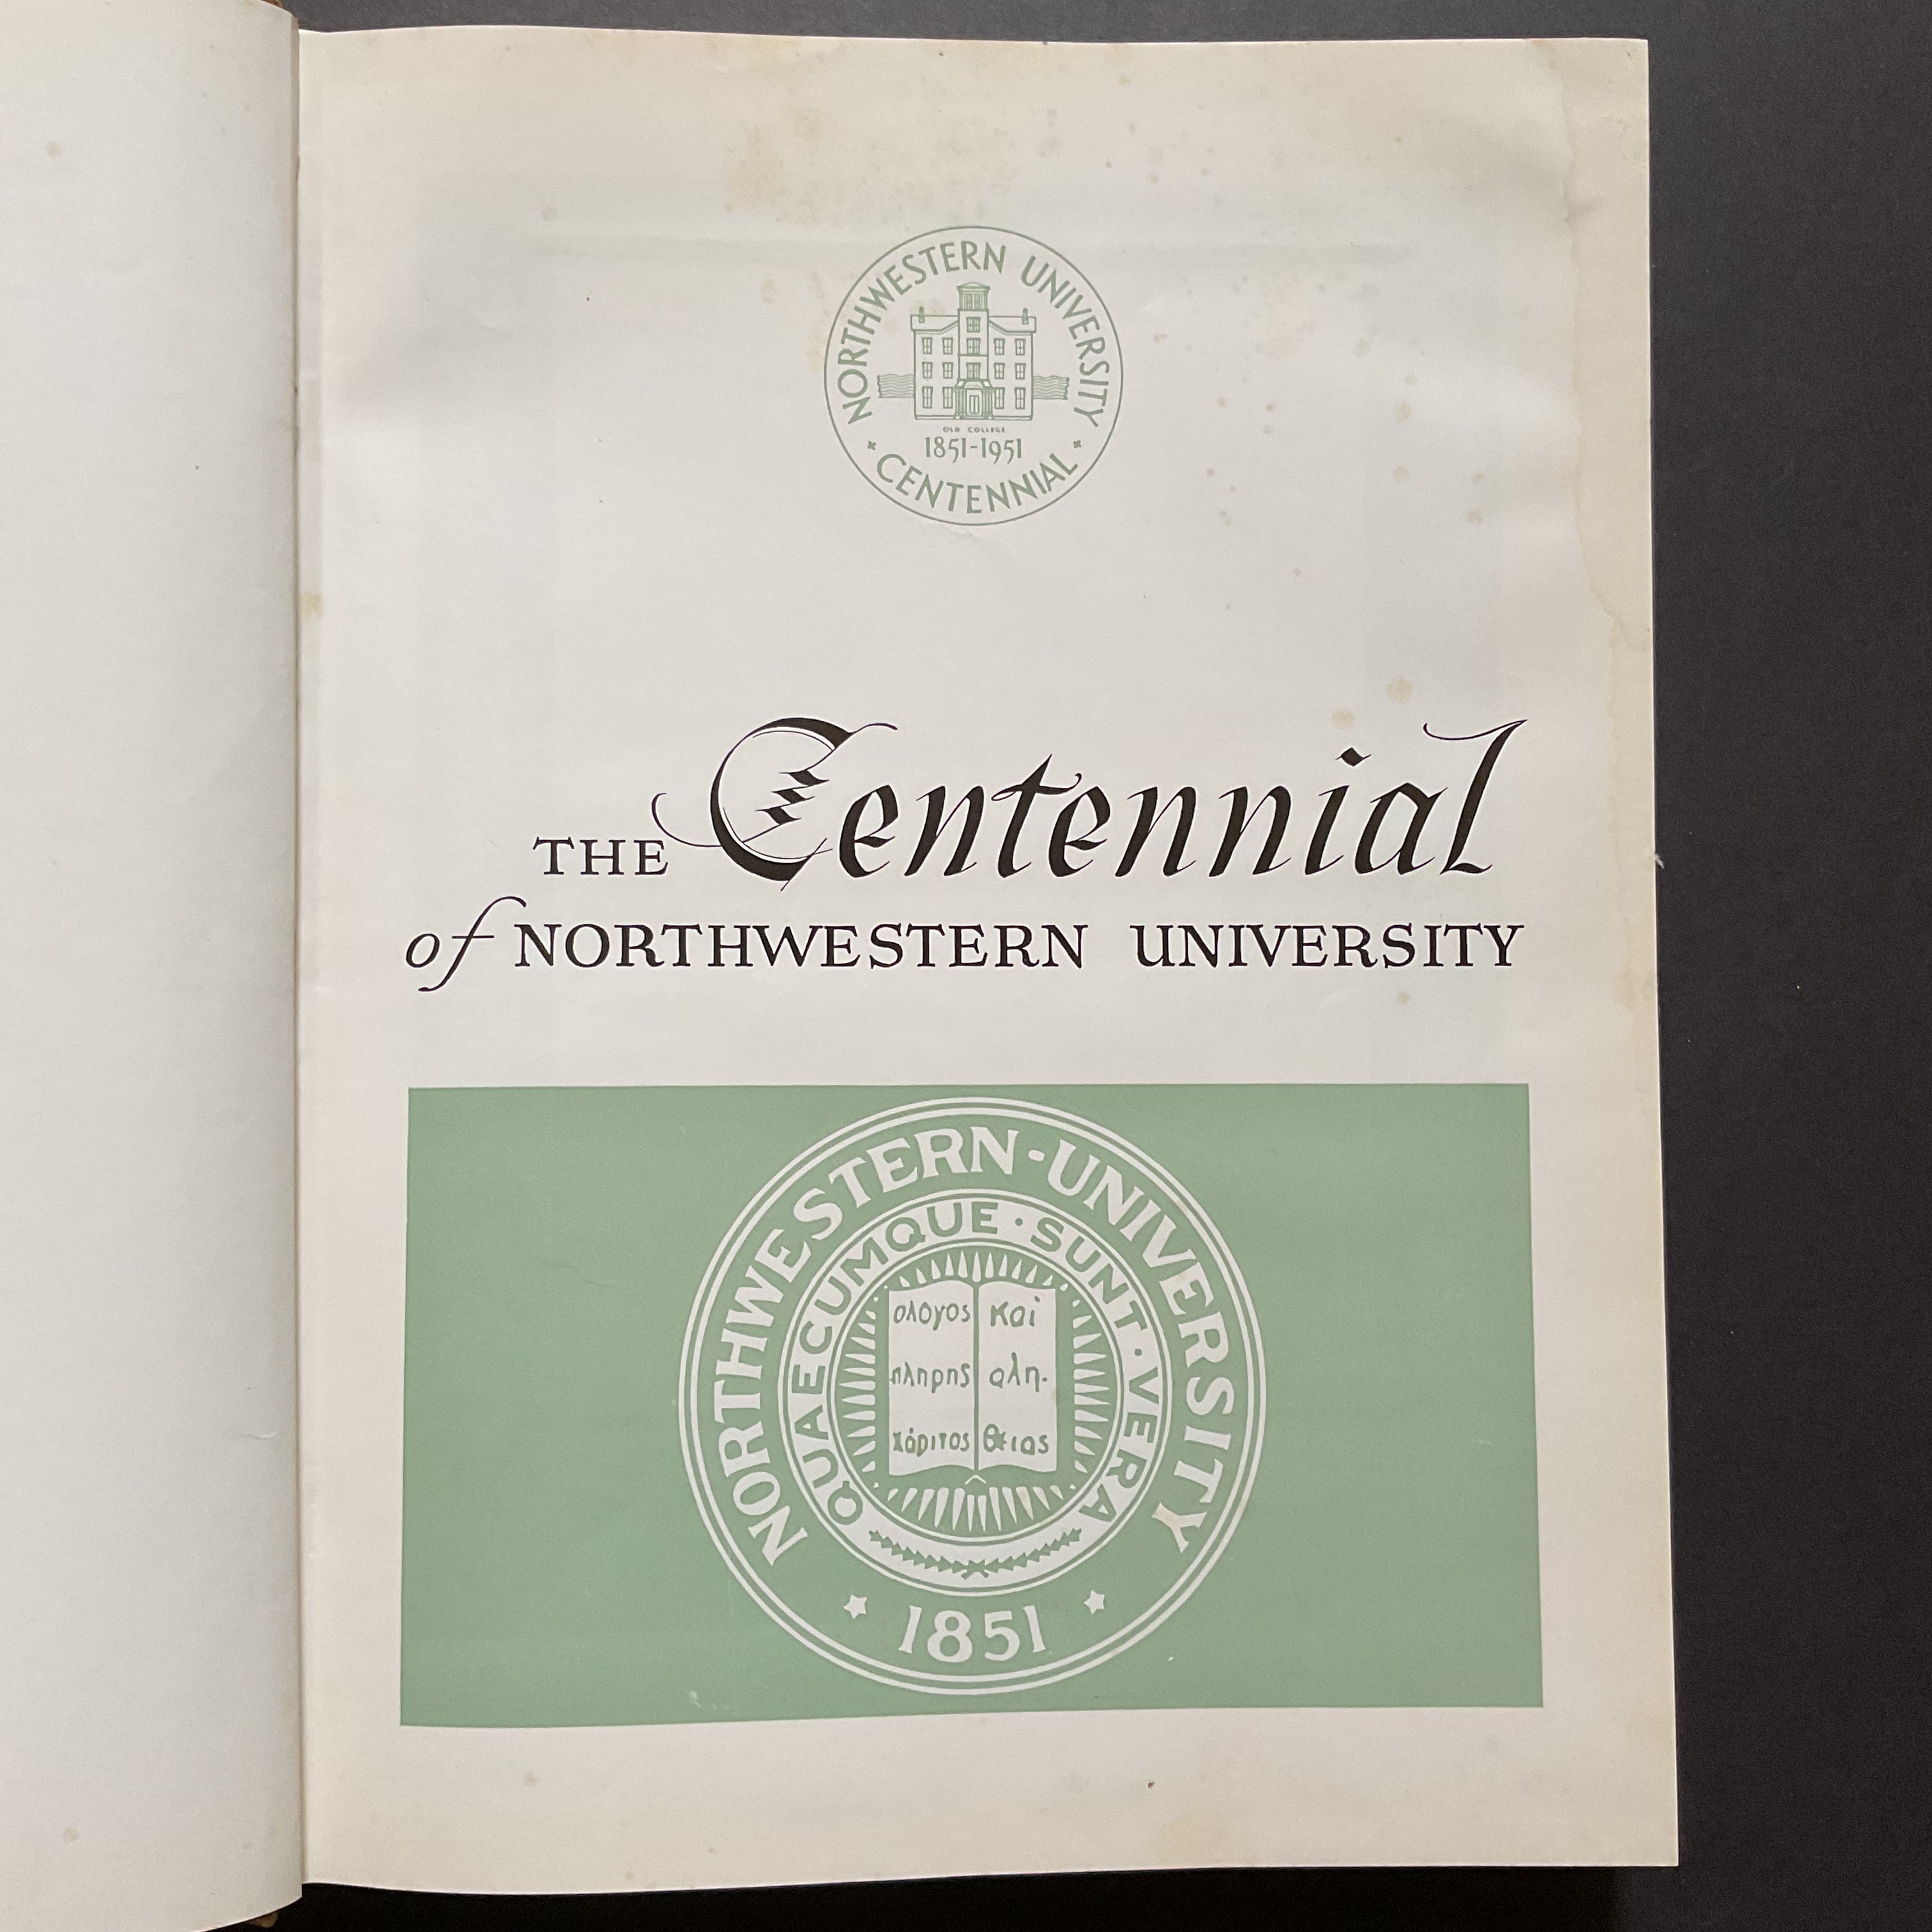 NORTHWESTERN UNIVERSITY
OLD COLLEGE
1851-1951
CENTENNIAL
THE Centennial
of NORTHWESTERN UNIVERSITY
NORTHWESTERN-UNIVERSITY
QUAECUMQUE·SUNT·VERA
ολογος και
πληρης αλη-
χάριτος θειας
1851